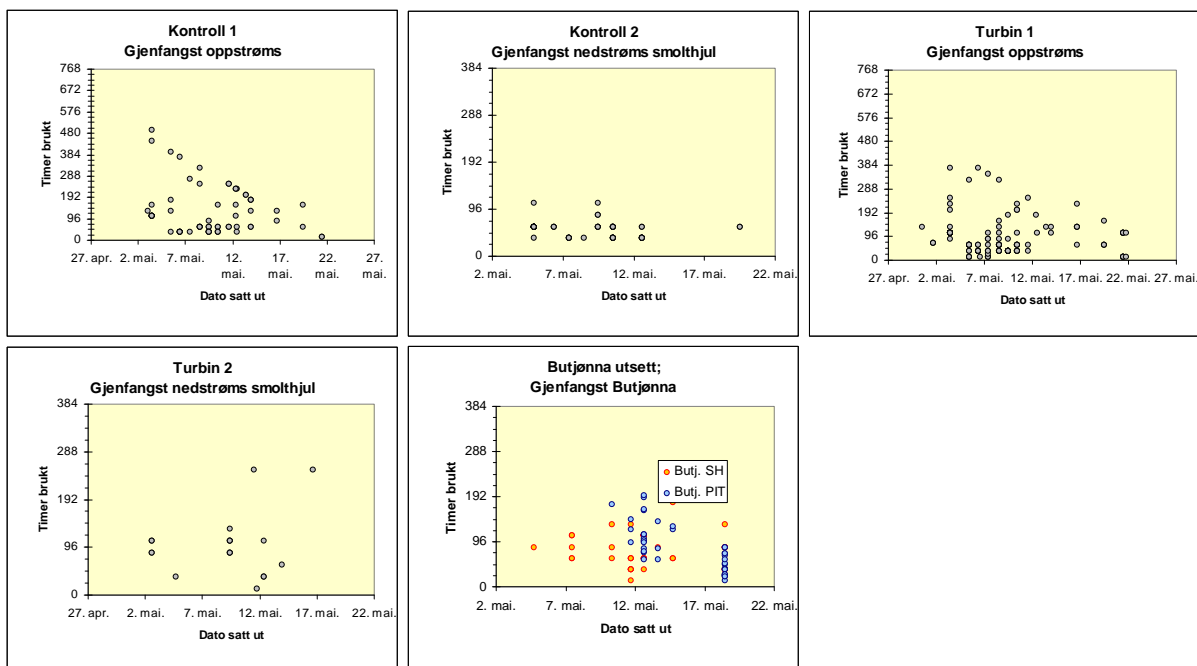 Kontroll 1
Gjenfangst oppstrøms
768
672
576
480
384
288
192
96
0
27. apr.
2. mai.
7. mai.
12.
mai.
17.
mai.
22.
mai.
27.
mai.
Timer brukt
Dato satt ut
Kontroll 2
Gjenfangst nedstrøms smolthjul
384
288
192
96
0
2. mai.
7. mai.
12. mai.
17. mai.
22. mai.
Timer brukt
Dato satt ut
Turbin 1
Gjenfangst oppstrøms
768
672
576
480
384
288
192
96
0
27. apr.
2. mai.
7. mai.
12. mai.
17. mai.
22. mai.
27. mai.
Timer brukt
Dato satt ut
Turbin 2
Gjenfangst nedstrøms smolthjul
384
288
192
96
0
27. apr.
2. mai.
7. mai.
12. mai.
17. mai.
22. mai.
Timer brukt
Dato satt ut
Butjønna utsett;
Gjenfangst Butjønna
384
288
192
96
0
2. mai.
7. mai.
12. mai.
17. mai.
22. mai.
Timer brukt
Dato satt ut
Butj. SH
Butj. PIT